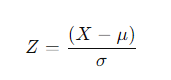 Z = (X − μ) / σ